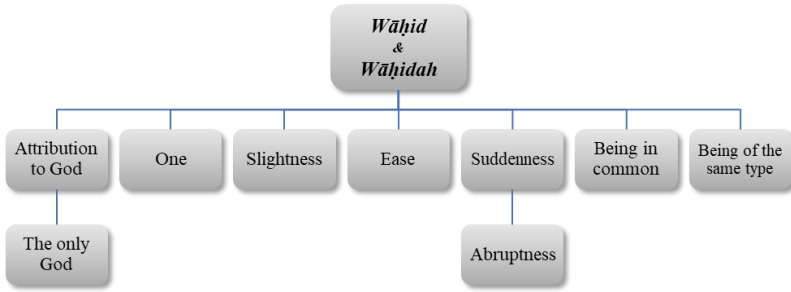 Wāḥid
&
Wāḥidah
Attribution
to God
One
Slightness
Ease
Suddenness
Being in
common
Being of the
same type
The only
God
Abruptness